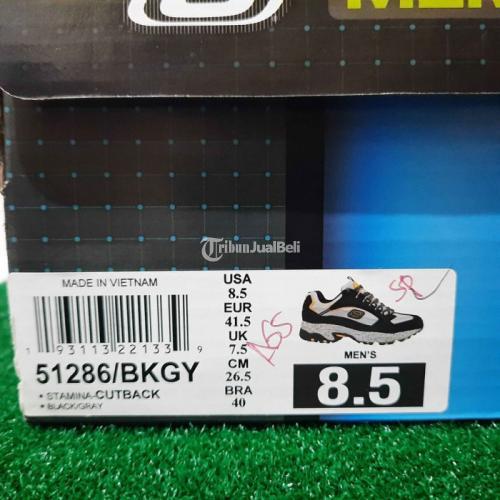 MEN
TribunJualBeli
MADE IN VIETNAM
1 93113 22133 9
51286/BKGY
• STAMINA-CUTBACK
• BLACK/GRAY
USA
8.5
EUR
41.5
UK
7.5
CM
26.5
BRA
40
MEN'S
8.5